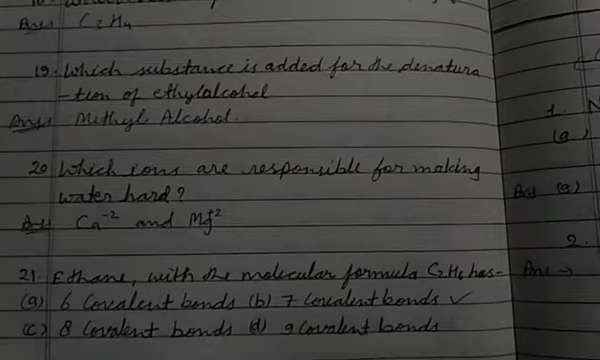 Ans C2H4
19. Which substance is added for the denatura
-tion of ethylalcohol
Ans Methyl Alcohol.
20 Which ions are responsible for making
water hard?
Ans Ca⁻² and Mg²
21. Ethane, with the molecular formula C2H6 has-
(a) 6 Covalent bonds (b) 7 covalent bonds ✓
(c) 8 Covalent bonds (d) 9 Covalent bonds
1. N
(a)
Ans (a)
2.
Ans →